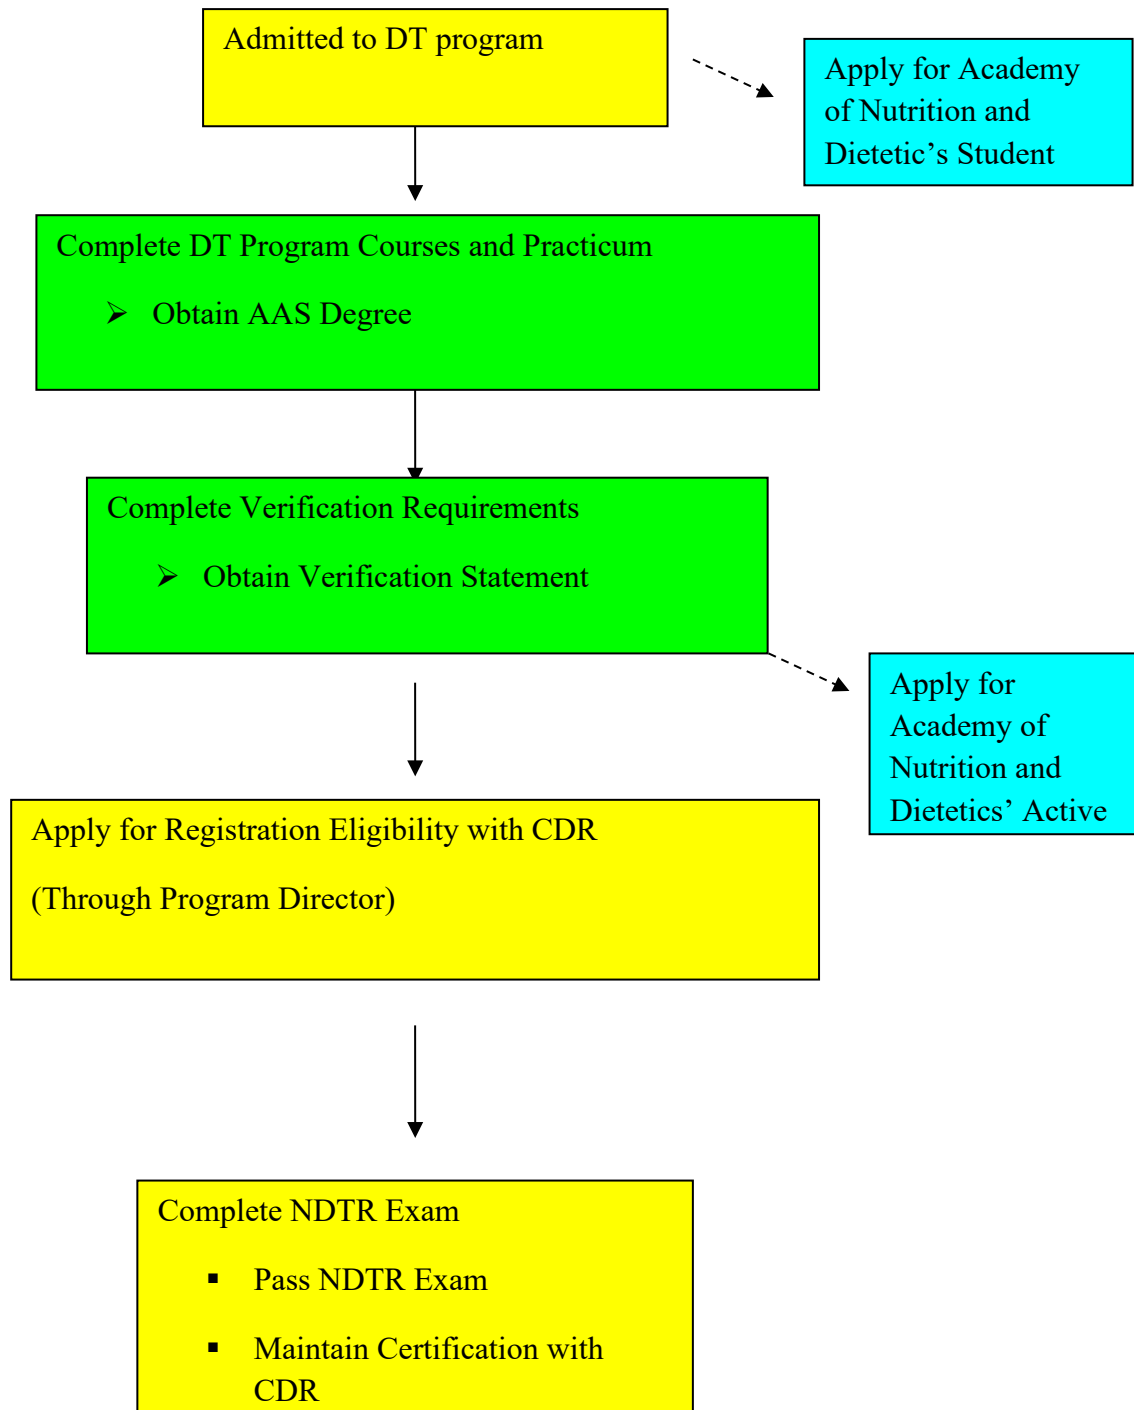 Admitted to DT program
Apply for Academy
of Nutrition and
Dietetic’s Student
Complete DT Program Courses and Practicum
➢ Obtain AAS Degree
Complete Verification Requirements
➢ Obtain Verification Statement
Apply for
Academy of
Nutrition and
Dietetics’ Active
Apply for Registration Eligibility with CDR
(Through Program Director)
Complete NDTR Exam
▪ Pass NDTR Exam
▪ Maintain Certification with
CDR